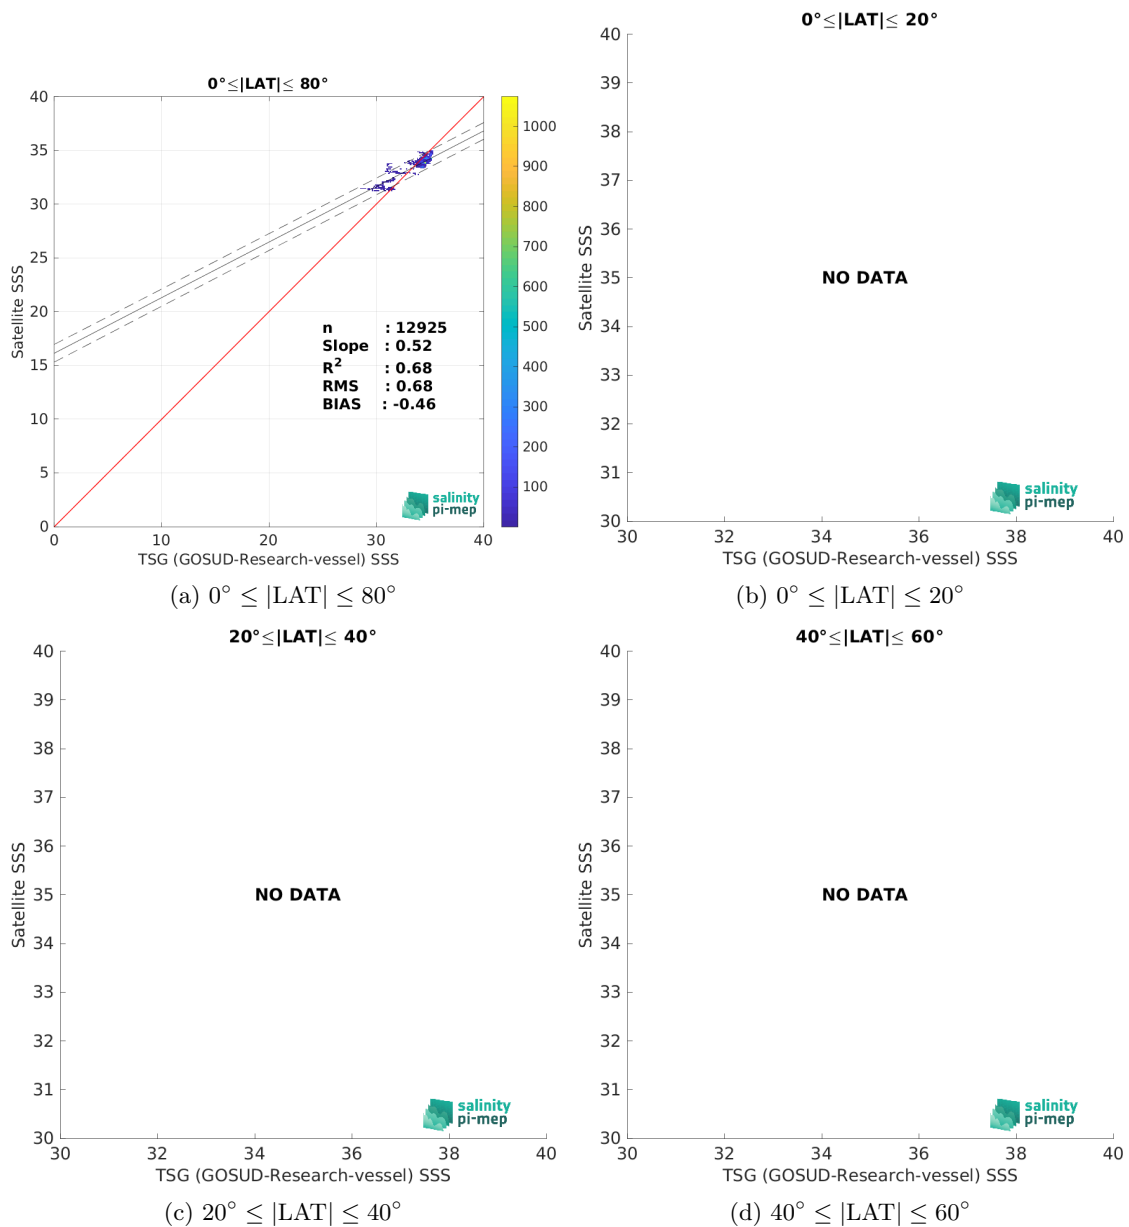 0°≤|LAT|≤ 80°
40
35
30
25
20
15
10
5
0
Satellite SSS
0 10 20 30 40
TSG (GOSUD-Research-vessel) SSS
n : 12925
Slope : 0.52
R² : 0.68
RMS : 0.68
BIAS : -0.46
salinity
pi-mep
1000
900
800
700
600
500
400
300
200
100
(a) 0° ≤ |LAT| ≤ 80°
0°≤|LAT|≤ 20°
40
39
38
37
36
35
34
33
32
31
30
Satellite SSS
NO DATA
salinity
pi-mep
30 32 34 36 38 40
TSG (GOSUD-Research-vessel) SSS
(b) 0° ≤ |LAT| ≤ 20°
20°≤|LAT|≤ 40°
40
39
38
37
36
35
34
33
32
31
30
Satellite SSS
NO DATA
salinity
pi-mep
30 32 34 36 38 40
TSG (GOSUD-Research-vessel) SSS
(c) 20° ≤ |LAT| ≤ 40°
40°≤|LAT|≤ 60°
40
39
38
37
36
35
34
33
32
31
30
Satellite SSS
NO DATA
salinity
pi-mep
30 32 34 36 38 40
TSG (GOSUD-Research-vessel) SSS
(d) 40° ≤ |LAT| ≤ 60°